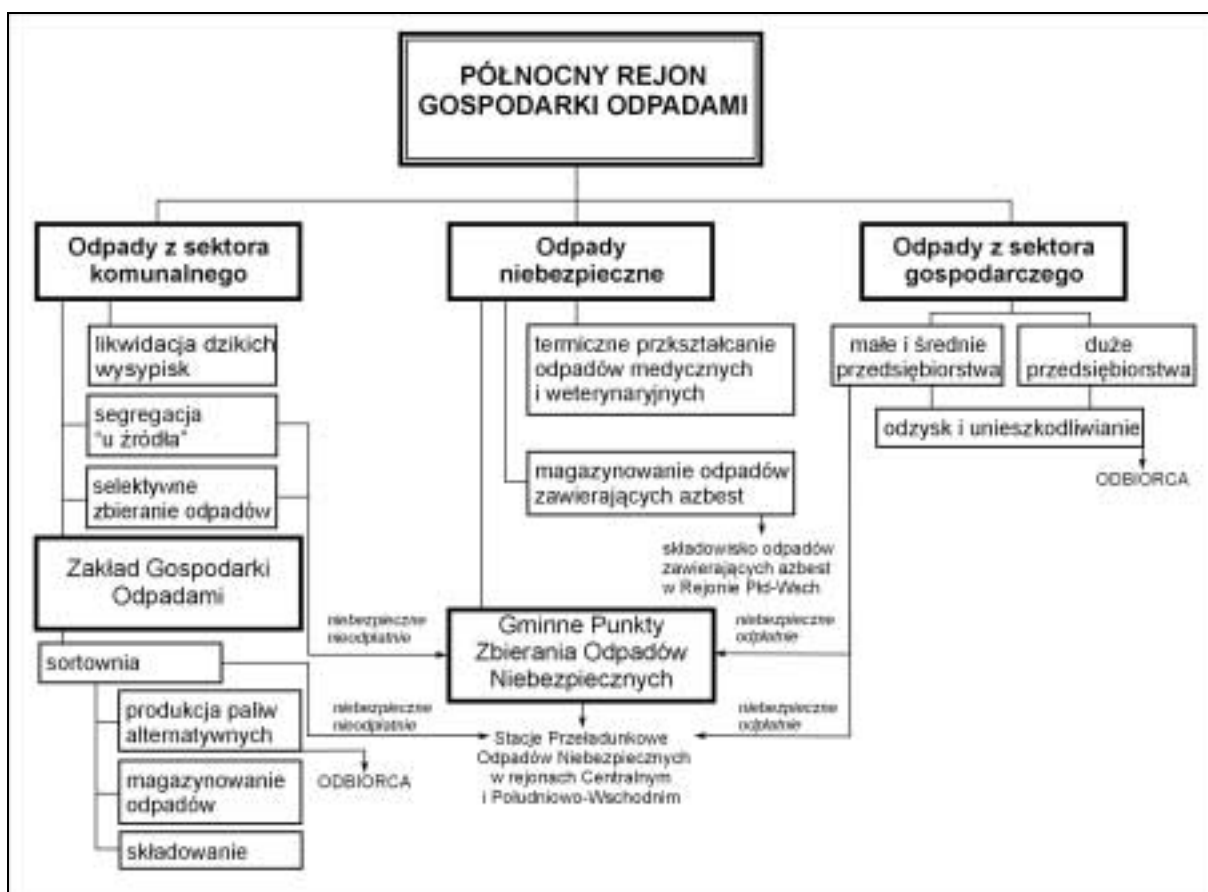 PÓŁNOCNY REJON
GOSPODARKI ODPADAMI
Odpady z sektora
komunalnego
Odpady
niebezpieczne
Odpady z sektora
gospodarczego
likwidacja dzikich
wysypisk
segregacja
"u źródła"
selektywne
zbieranie odpadów
Zakład Gospodarki
Odpadami
sortownia
produkcja paliw
alternatywnych
ODBIORCA
magazynowanie
odpadów
składowanie
termiczne przkształcanie
odpadów medycznych
i weterynaryjnych
magazynowanie odpadów
zawierających azbest
składowisko odpadów
zawierających azbest
w Rejonie Płd-Wsch
niebezpieczne
nieodpłatnie
Gminne Punkty
Zbierania Odpadów
Niebezpiecznych
niebezpieczne
odpłatnie
niebezpieczne
nieodpłatnie
Stacje Przeładunkowe
Odpadów Niebezpiecznych
w rejonach Centralnym
i Południowo-Wschodnim
niebezpieczne
odpłatnie
małe i średnie
przedsiębiorstwa
duże
przedsiębiorstwa
odzysk i unieszkodliwianie
ODBIORCA